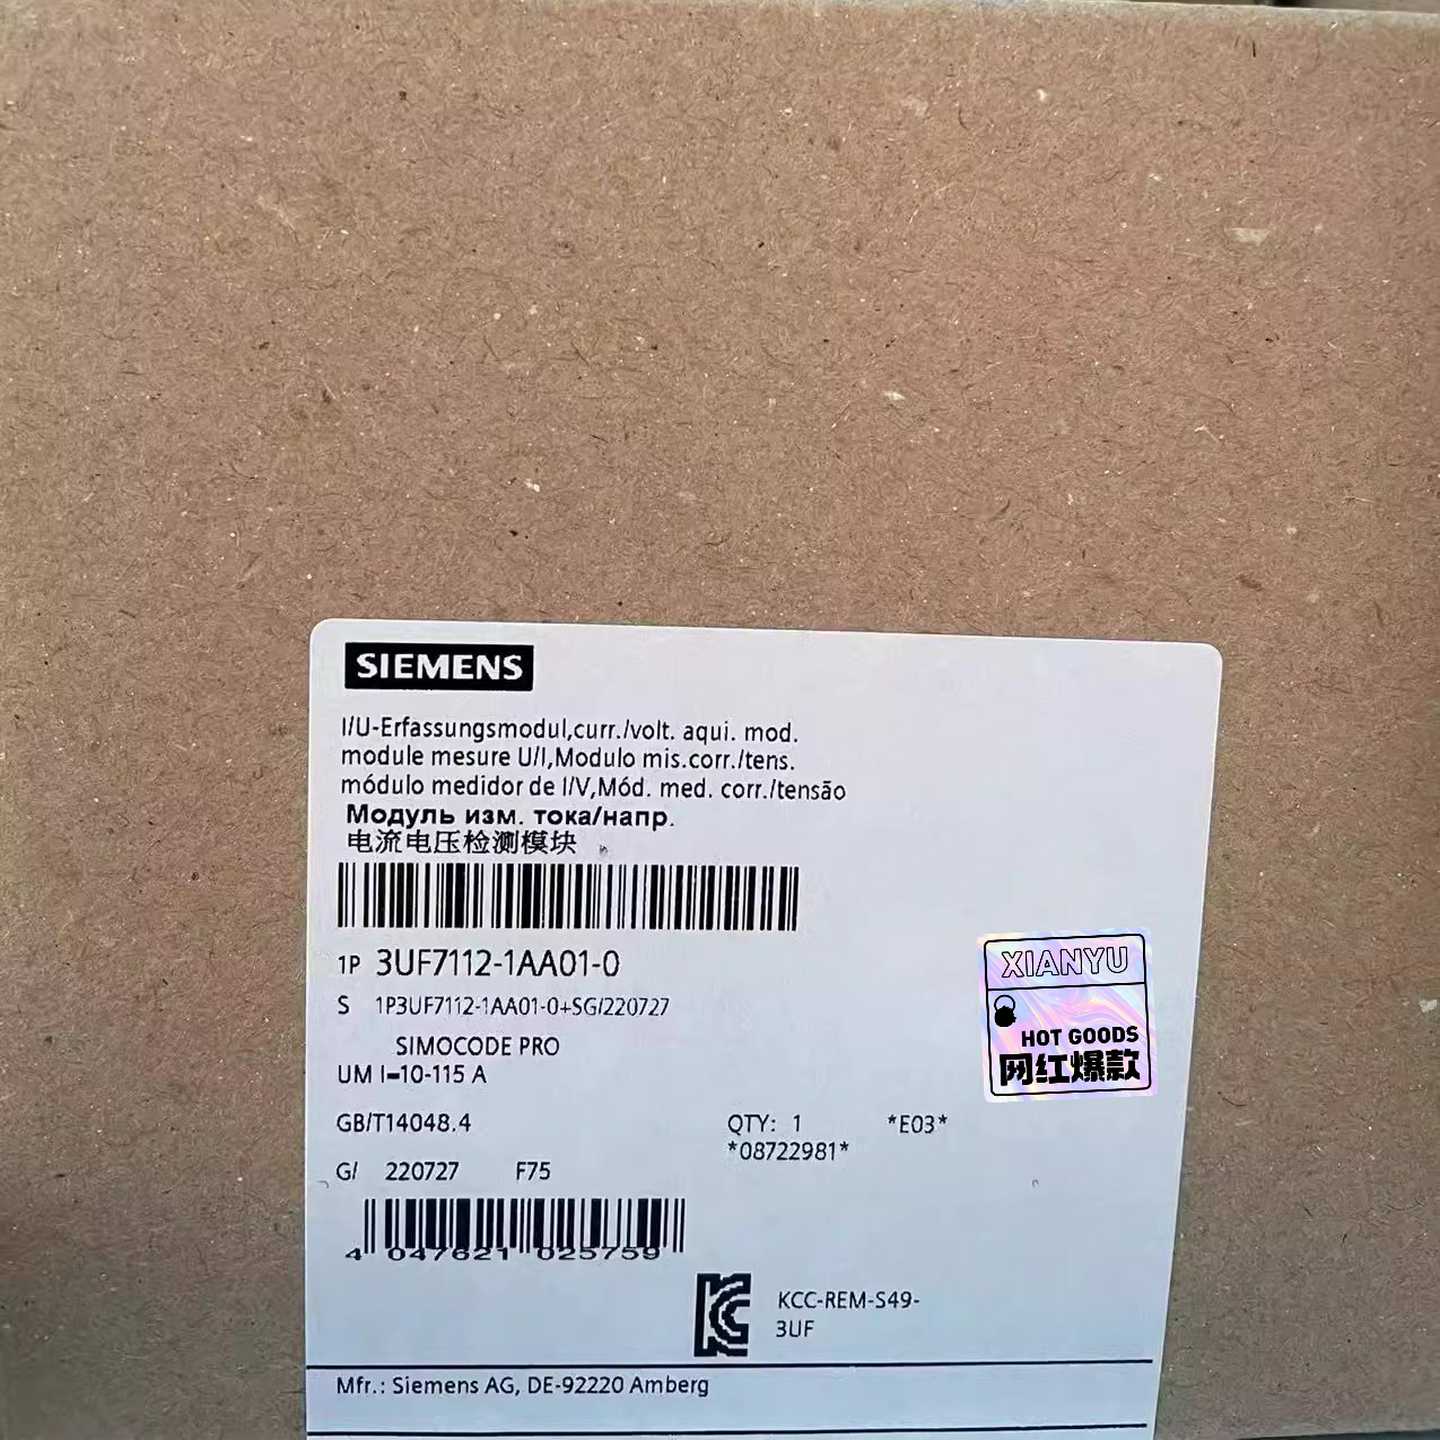 SIEMENS
I/U-Erfassungsmodul,curr./volt. aqui. mod.
module mesure U/I,Modulo mis.corr./tens.
módulo medidor de I/V,Mód. med. corr./tensão
Модуль изм. тока/напр.
电流电压检测模块
1P 3UF7112-1AA01-0
S 1P3UF7112-1AA01-0+SG/220727
SIMOCODE PRO
UM I=10-115 A
GB/T14048.4
QTY: 1 *E03*
*08722981*
G/ 220727 F75
4 047621 025759
KCC-REM-S49-
3UF
Mfr.: Siemens AG, DE-92220 Amberg
XIANYU
HOT GOODS
网红爆款